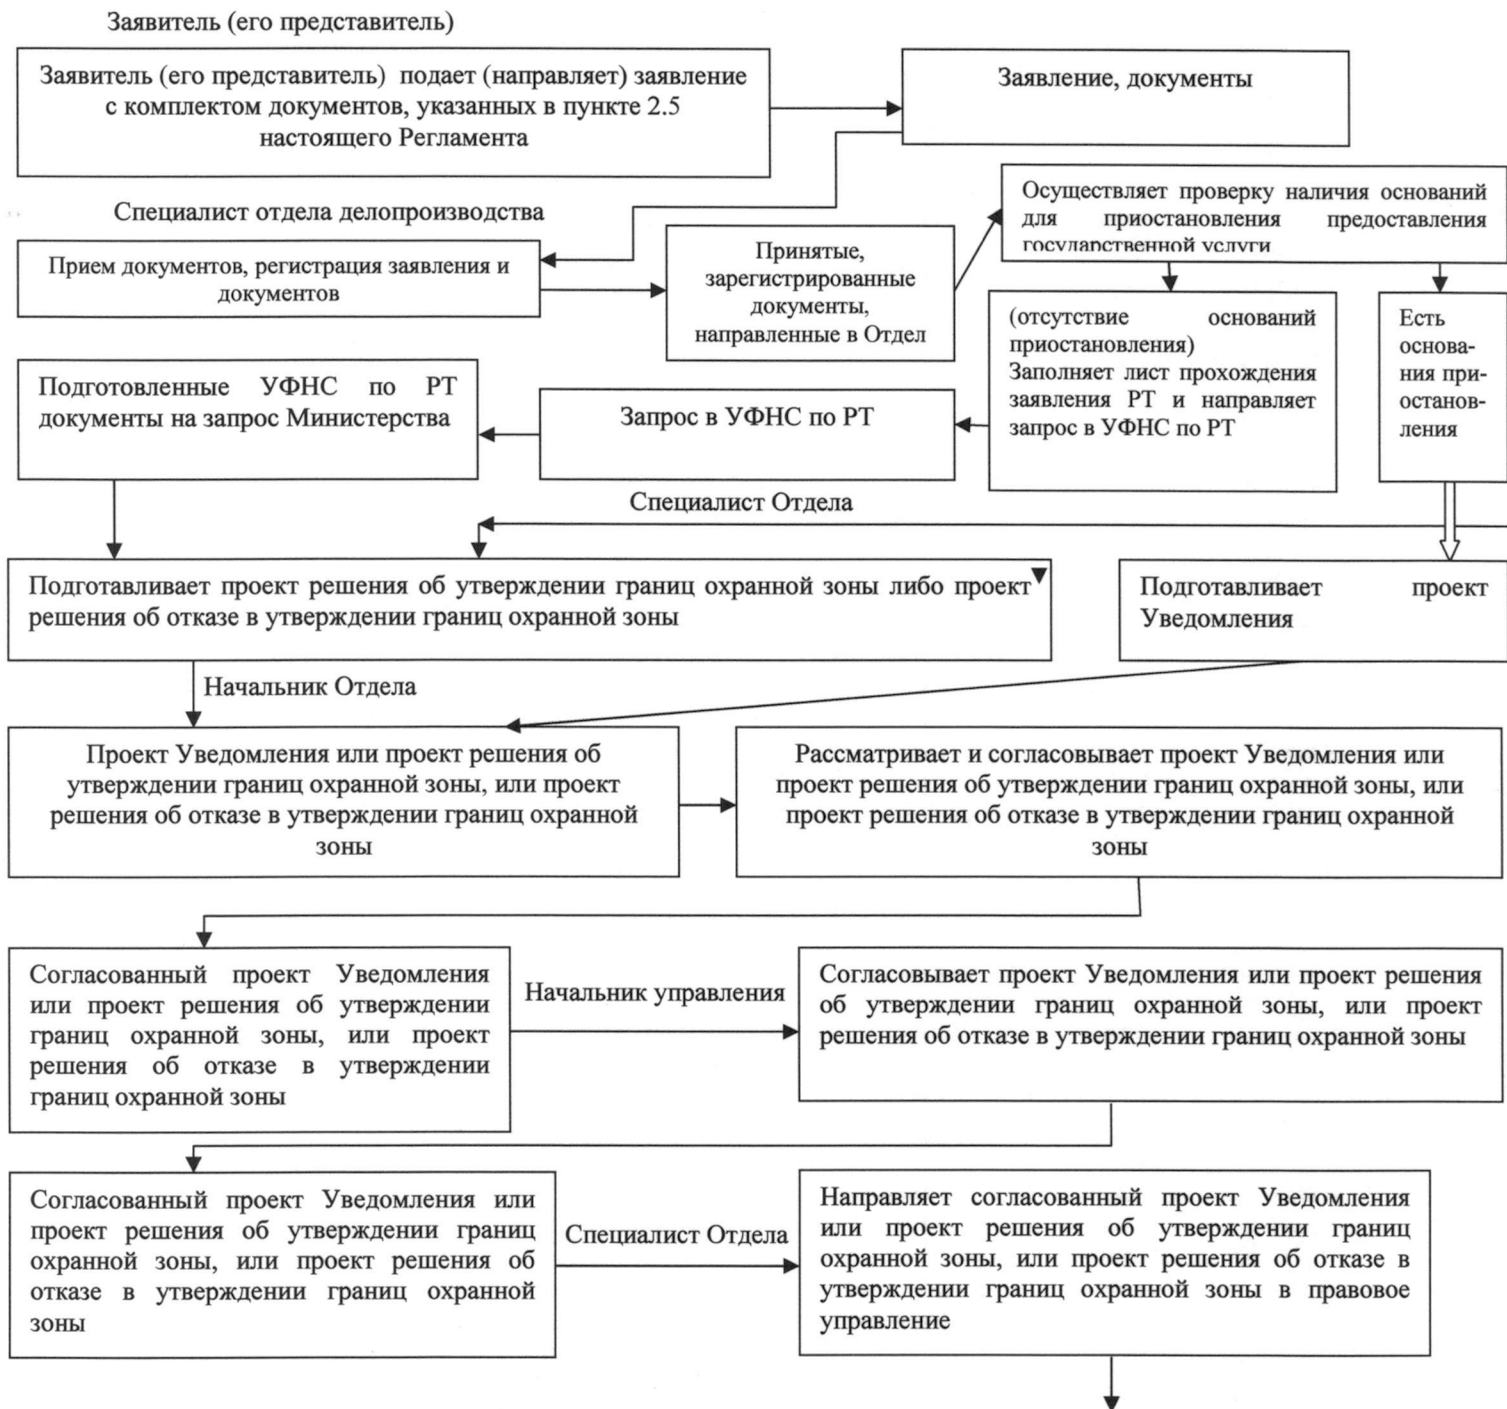 Заявитель (его представитель)
Заявитель (его представитель) подает (направляет) заявление
с комплектом документов, указанных в пункте 2.5
настоящего Регламента
Заявление, документы
Специалист отдела делопроизводства
Прием документов, регистрация заявления и
документов
Принятые,
зарегистрированные
документы,
направленные в Отдел
Осуществляет проверку наличия оснований
для приостановления предоставления
государственной услуги
(отсутствие оснований
приостановления)
Заполняет лист прохождения
заявления РТ и направляет
запрос в УФНС по РТ
Есть
основа-
ния при-
останов-
ления
Запрос в УФНС по РТ
Подготовленные УФНС по РТ
документы на запрос Министерства
Специалист Отдела
Подготавливает проект решения об утверждении границ охранной зоны либо проект
решения об отказе в утверждении границ охранной зоны
Подготавливает проект
Уведомления
Начальник Отдела
Проект Уведомления или проект решения об
утверждении границ охранной зоны, или проект
решения об отказе в утверждении границ охранной
зоны
Рассматривает и согласовывает проект Уведомления или
проект решения об утверждении границ охранной зоны, или
проект решения об отказе в утверждении границ охранной
зоны
Согласованный проект Уведомления
или проект решения об утверждении
границ охранной зоны, или проект
решения об отказе в утверждении
границ охранной зоны
Начальник управления
Согласовывает проект Уведомления или проект решения
об утверждении границ охранной зоны, или проект
решения об отказе в утверждении границ охранной зоны
Согласованный проект Уведомления или
проект решения об утверждении границ
охранной зоны, или проект решения об
отказе в утверждении границ охранной
зоны
Специалист Отдела
Направляет согласованный проект Уведомления
или проект решения об утверждении границ
охранной зоны, или проект решения об отказе в
утверждении границ охранной зоны в правовое
управление